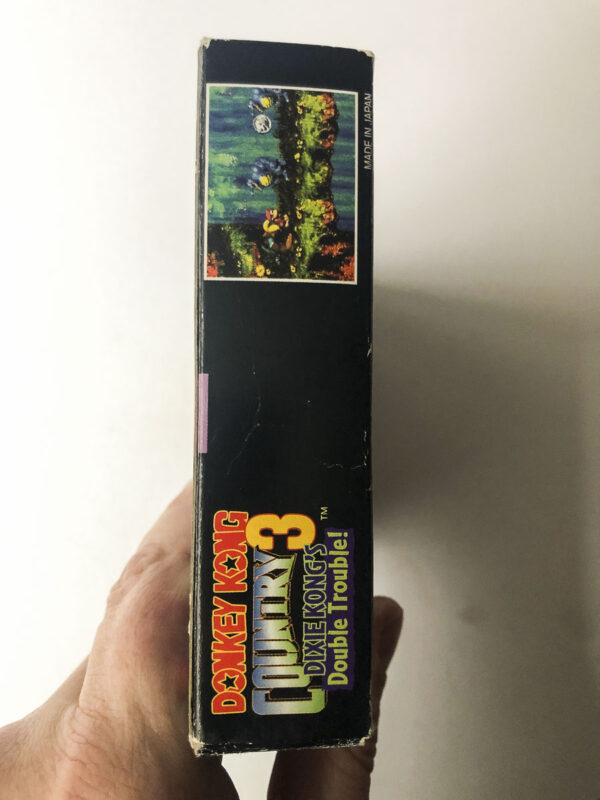 DONKEY KONG
COUNTRY 3
DIXIE KONG'S
Double Trouble!
TM
MADE IN JAPAN